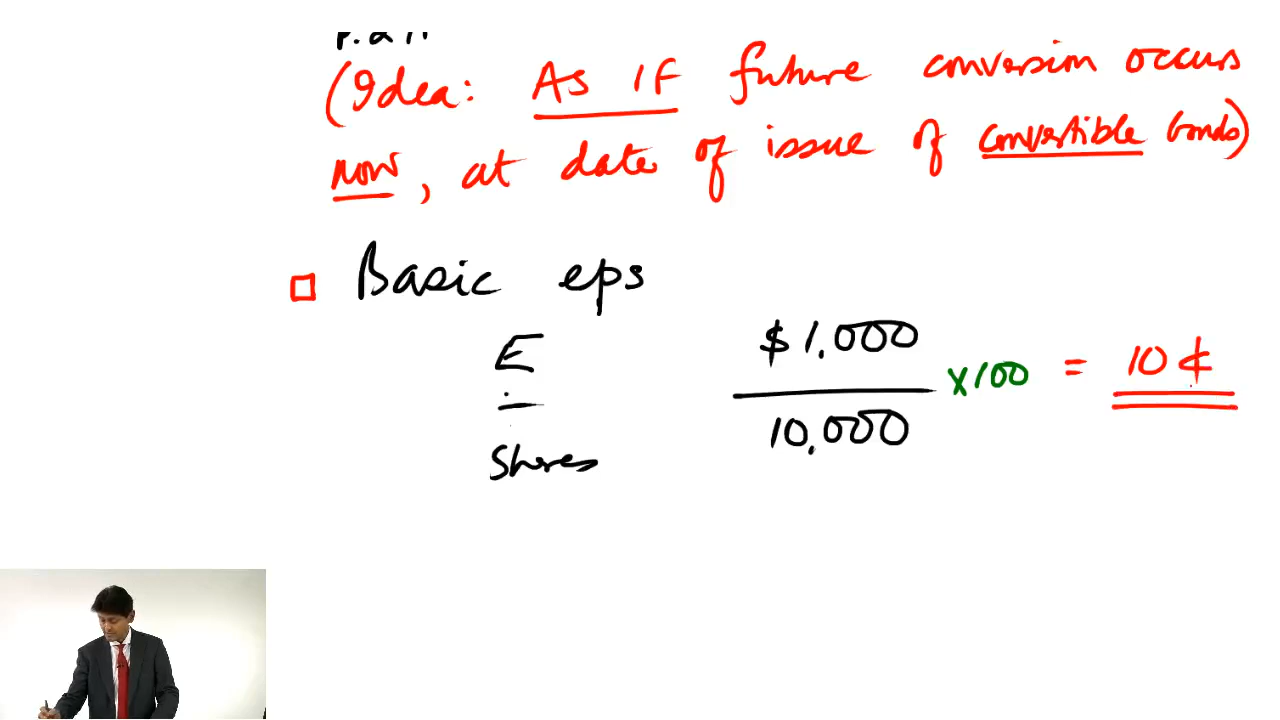 (Idea: As IF future conversion occurs
now, at date of issue of convertible bonds)
Basic eps
E
Shares
$1,000
10,000
x100
= 10 ¢